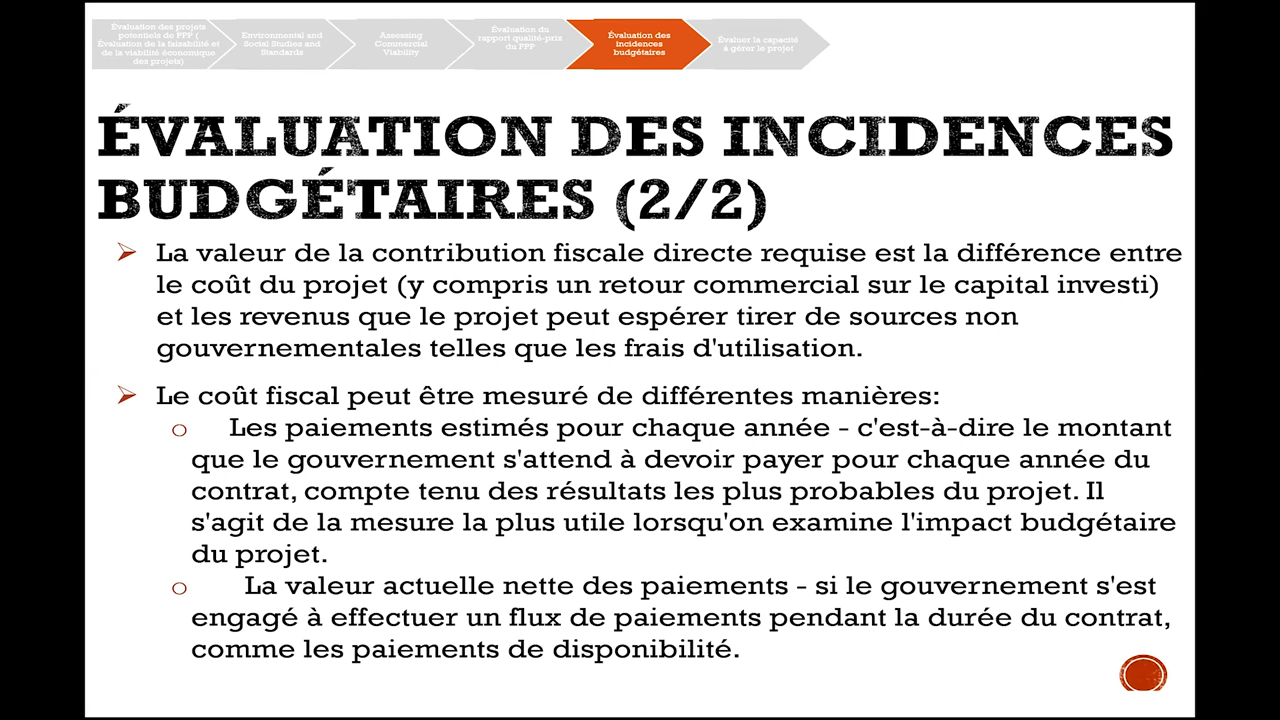 Évaluation des projets
potentiels de PPP (
Évaluation de la faisabilité et
de la viabilité économique
des projets)
Environmental and
Social Studies and
Standards
Assessing
Commercial
Viability
Évaluation du
rapport qualité-prix
du PPP
Évaluation des
incidences
budgétaires
Évaluer la capacité
à gérer le projet
ÉVALUATION DES INCIDENCES
BUDGÉTAIRES (2/2)
La valeur de la contribution fiscale directe requise est la différence entre
le coût du projet (y compris un retour commercial sur le capital investi)
et les revenus que le projet peut espérer tirer de sources non
gouvernementales telles que les frais d'utilisation.
Le coût fiscal peut être mesuré de différentes manières:
o Les paiements estimés pour chaque année - c'est-à-dire le montant
que le gouvernement s'attend à devoir payer pour chaque année du
contrat, compte tenu des résultats les plus probables du projet. Il
s'agit de la mesure la plus utile lorsqu'on examine l'impact budgétaire
du projet.
o La valeur actuelle nette des paiements - si le gouvernement s'est
engagé à effectuer un flux de paiements pendant la durée du contrat,
comme les paiements de disponibilité.